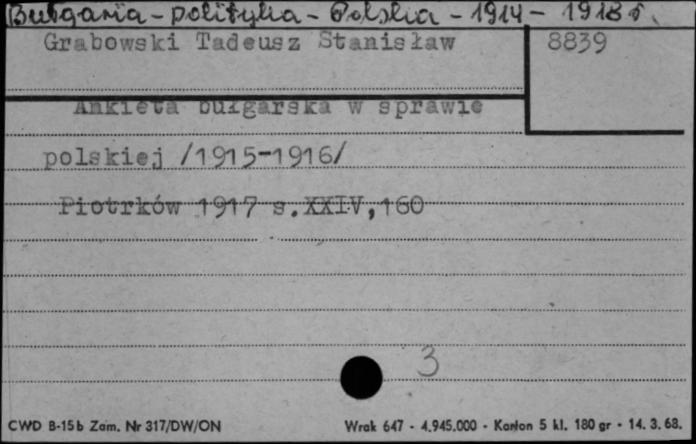 Bułgaria - polityka - Polska - 1914 - 1918 r.
Grabowski Tadeusz Stanisław 8839
Ankieta bułgarska w sprawie
polskiej /1915-1916/
Piotrków 1917 s.XXIV,160
3
CWD B-15b Zam. Nr 317/DW/ON Wrak 647 - 4.945.000 - Karton 5 kl. 180 gr - 14. 3. 68.